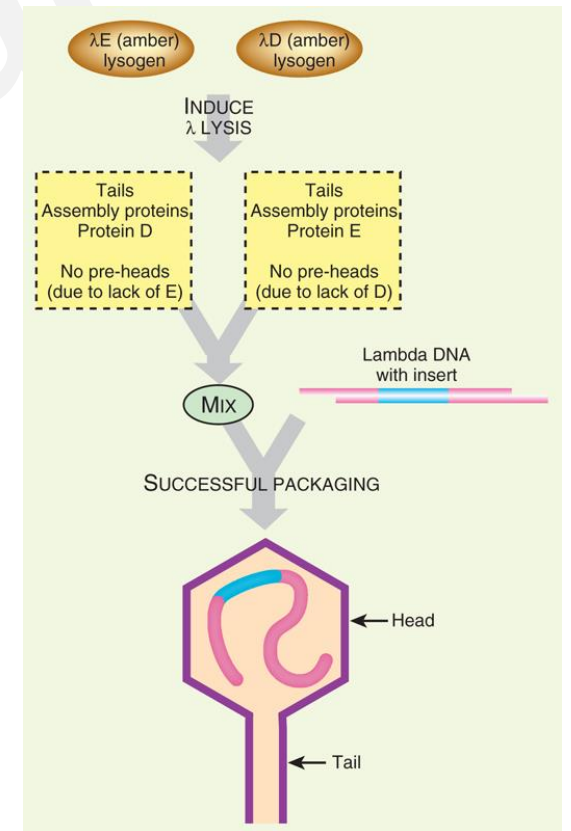 λE (amber)
lysogen
λD (amber)
lysogen
INDUCE
λ LYSIS
Tails
Assembly proteins
Protein D
No pre-heads
(due to lack of E)
Tails
Assembly proteins
Protein E
No pre-heads
(due to lack of D)
Lambda DNA
with insert
MIX
SUCCESSFUL PACKAGING
Head
Tail